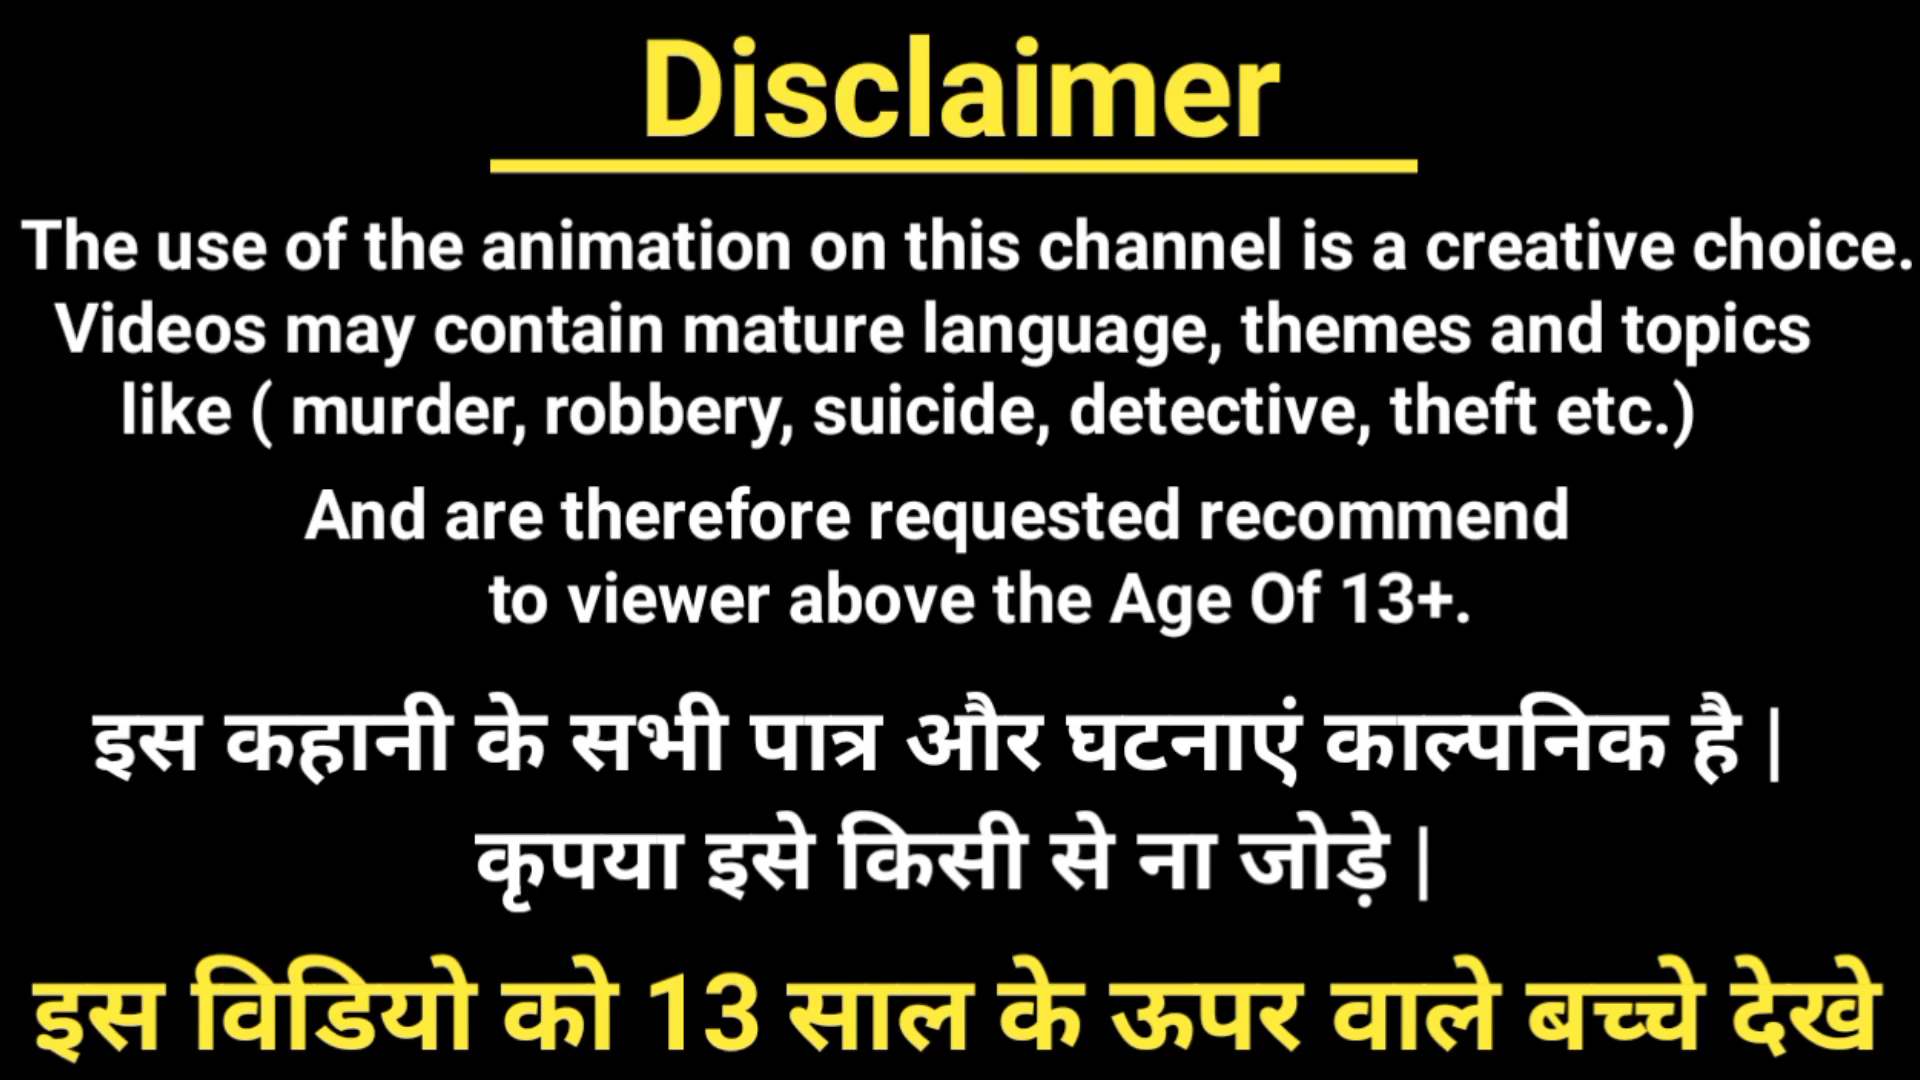 Disclaimer
The use of the animation on this channel is a creative choice.
Videos may contain mature language, themes and topics
like ( murder, robbery, suicide, detective, theft etc.)
And are therefore requested recommend
to viewer above the Age Of 13+.
इस कहानी के सभी पात्र और घटनाएं काल्पनिक है |
कृपया इसे किसी से ना जोड़े |
इस विडियो को 13 साल के ऊपर वाले बच्चे देखे